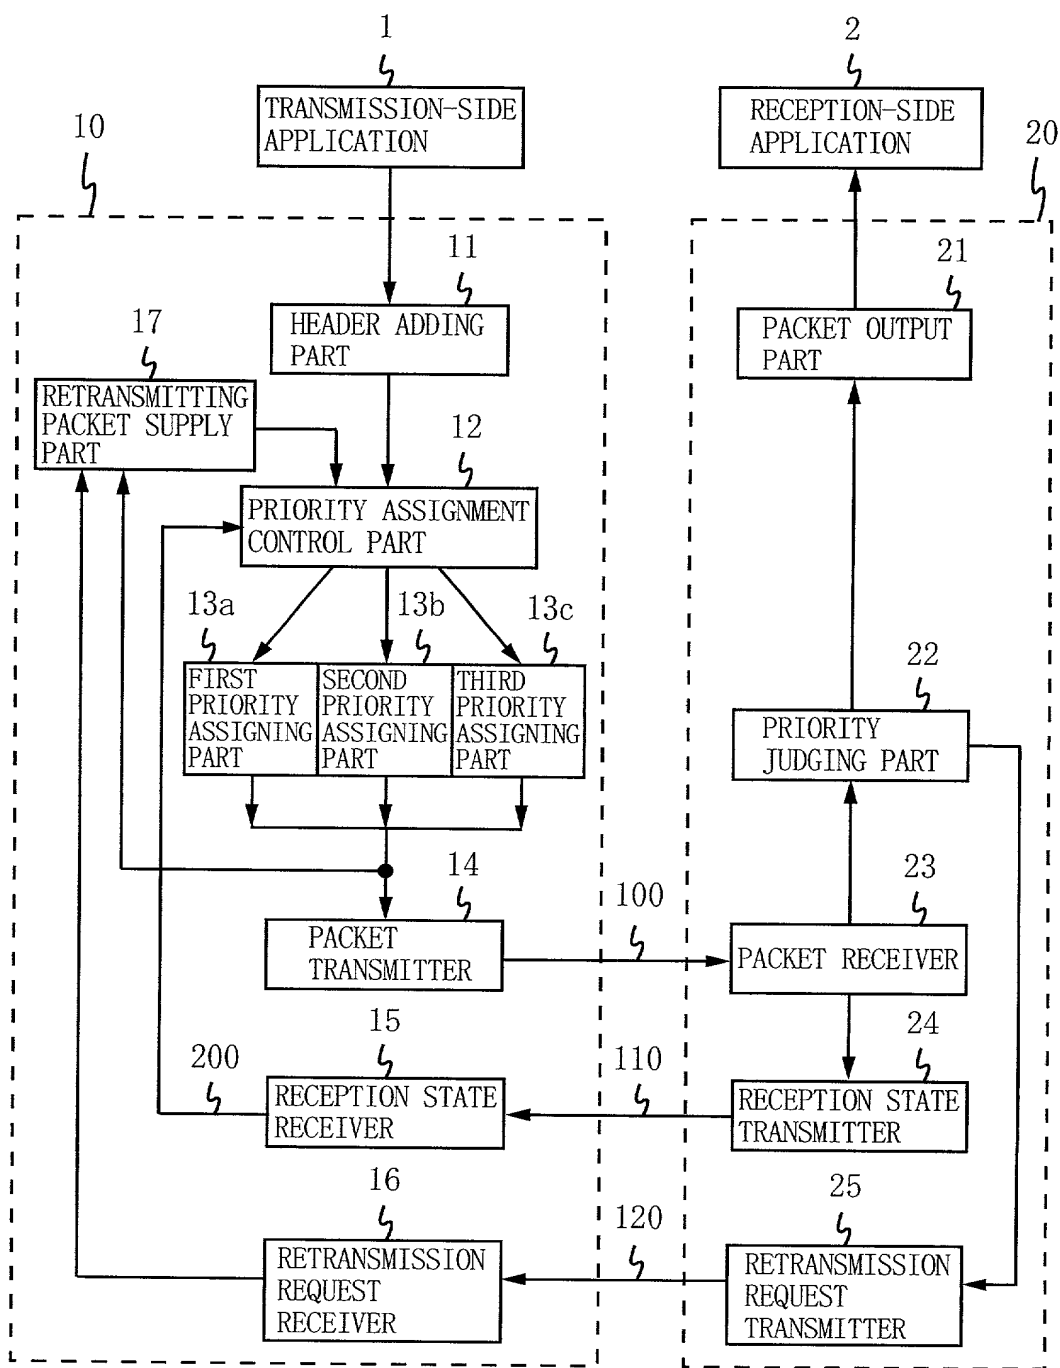 1
2
TRANSMISSION-SIDE
APPLICATION
RECEPTION-SIDE
APPLICATION
10
20
11
21
HEADER ADDING
PART
PACKET OUTPUT
PART
17
RETRANSMITTING
PACKET SUPPLY
PART
12
PRIORITY ASSIGNMENT
CONTROL PART
13a
13b
13c
FIRST
PRIORITY
ASSIGNING
PART
SECOND
PRIORITY
ASSIGNING
PART
THIRD
PRIORITY
ASSIGNING
PART
22
PRIORITY
JUDGING PART
14
100
23
PACKET
TRANSMITTER
PACKET RECEIVER
15
200
110
24
RECEPTION STATE
RECEIVER
RECEPTION STATE
TRANSMITTER
16
120
25
RETRANSMISSION
REQUEST
RECEIVER
RETRANSMISSION
REQUEST
TRANSMITTER